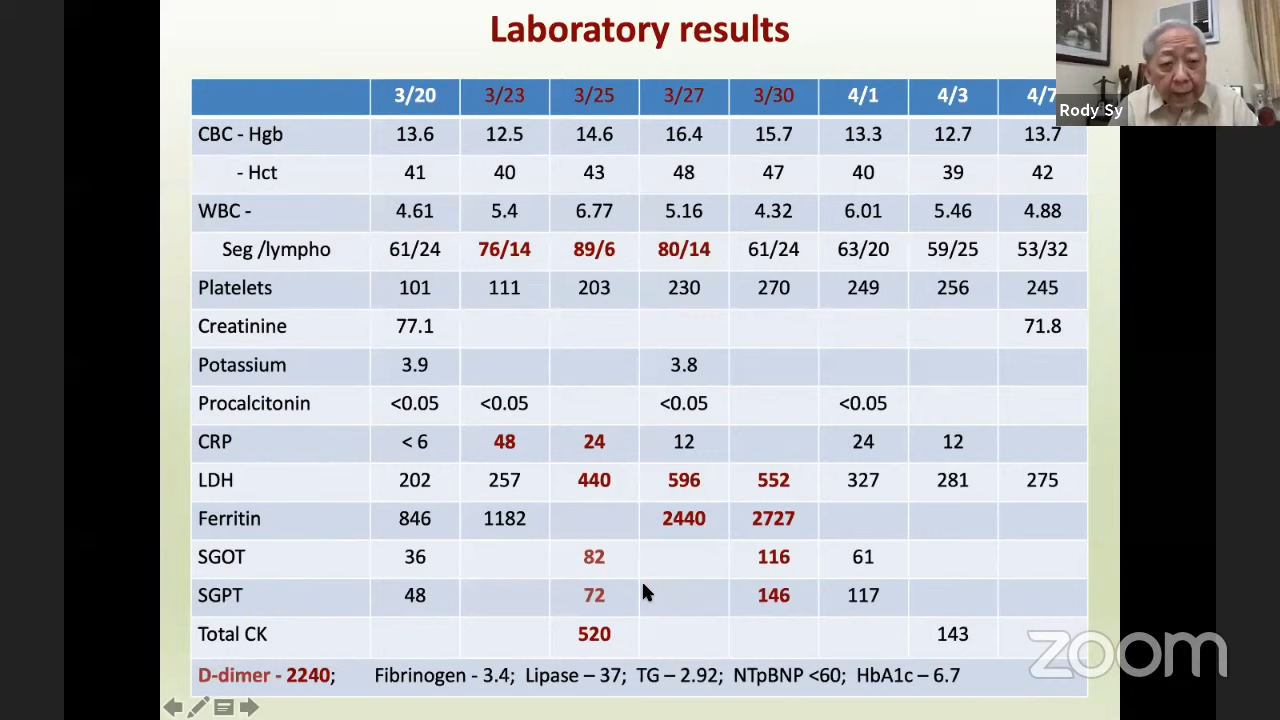 Laboratory results
3/20 3/23 3/25 3/27 3/30 4/1 4/3 4/7
Rody Sy
CBC - Hgb 13.6 12.5 14.6 16.4 15.7 13.3 12.7 13.7
- Hct 41 40 43 48 47 40 39 42
WBC - 4.61 5.4 6.77 5.16 4.32 6.01 5.46 4.88
Seg /lympho 61/24 76/14 89/6 80/14 61/24 63/20 59/25 53/32
Platelets 101 111 203 230 270 249 256 245
Creatinine 77.1 71.8
Potassium 3.9 3.8
Procalcitonin <0.05 <0.05 <0.05 <0.05
CRP < 6 48 24 12 24 12
LDH 202 257 440 596 552 327 281 275
Ferritin 846 1182 2440 2727
SGOT 36 82 116 61
SGPT 48 72 146 117
Total CK 520 143
D-dimer - 2240; Fibrinogen - 3.4; Lipase – 37; TG – 2.92; NTpBNP <60; HbA1c – 6.7
zoom